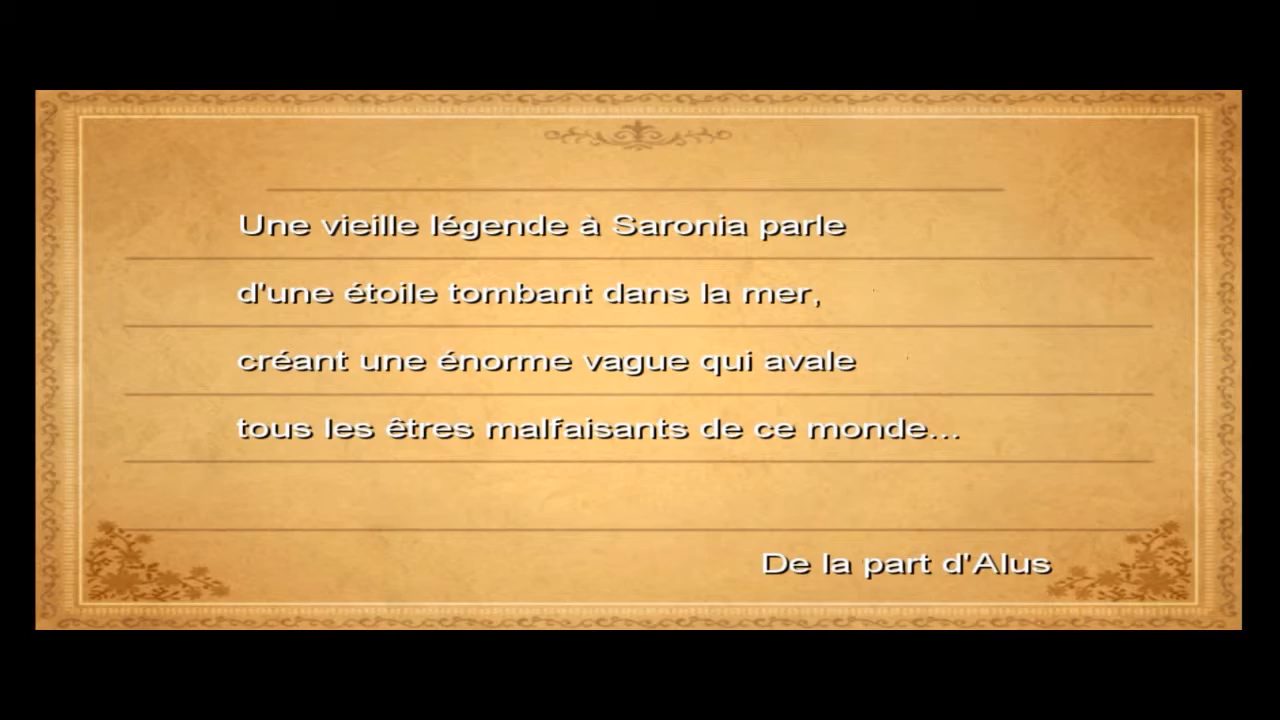 Une vieille légende à Saronia parle
d'une étoile tombant dans la mer,
créant une énorme vague qui avale
tous les êtres malfaisants de ce monde...
De la part d'Alus